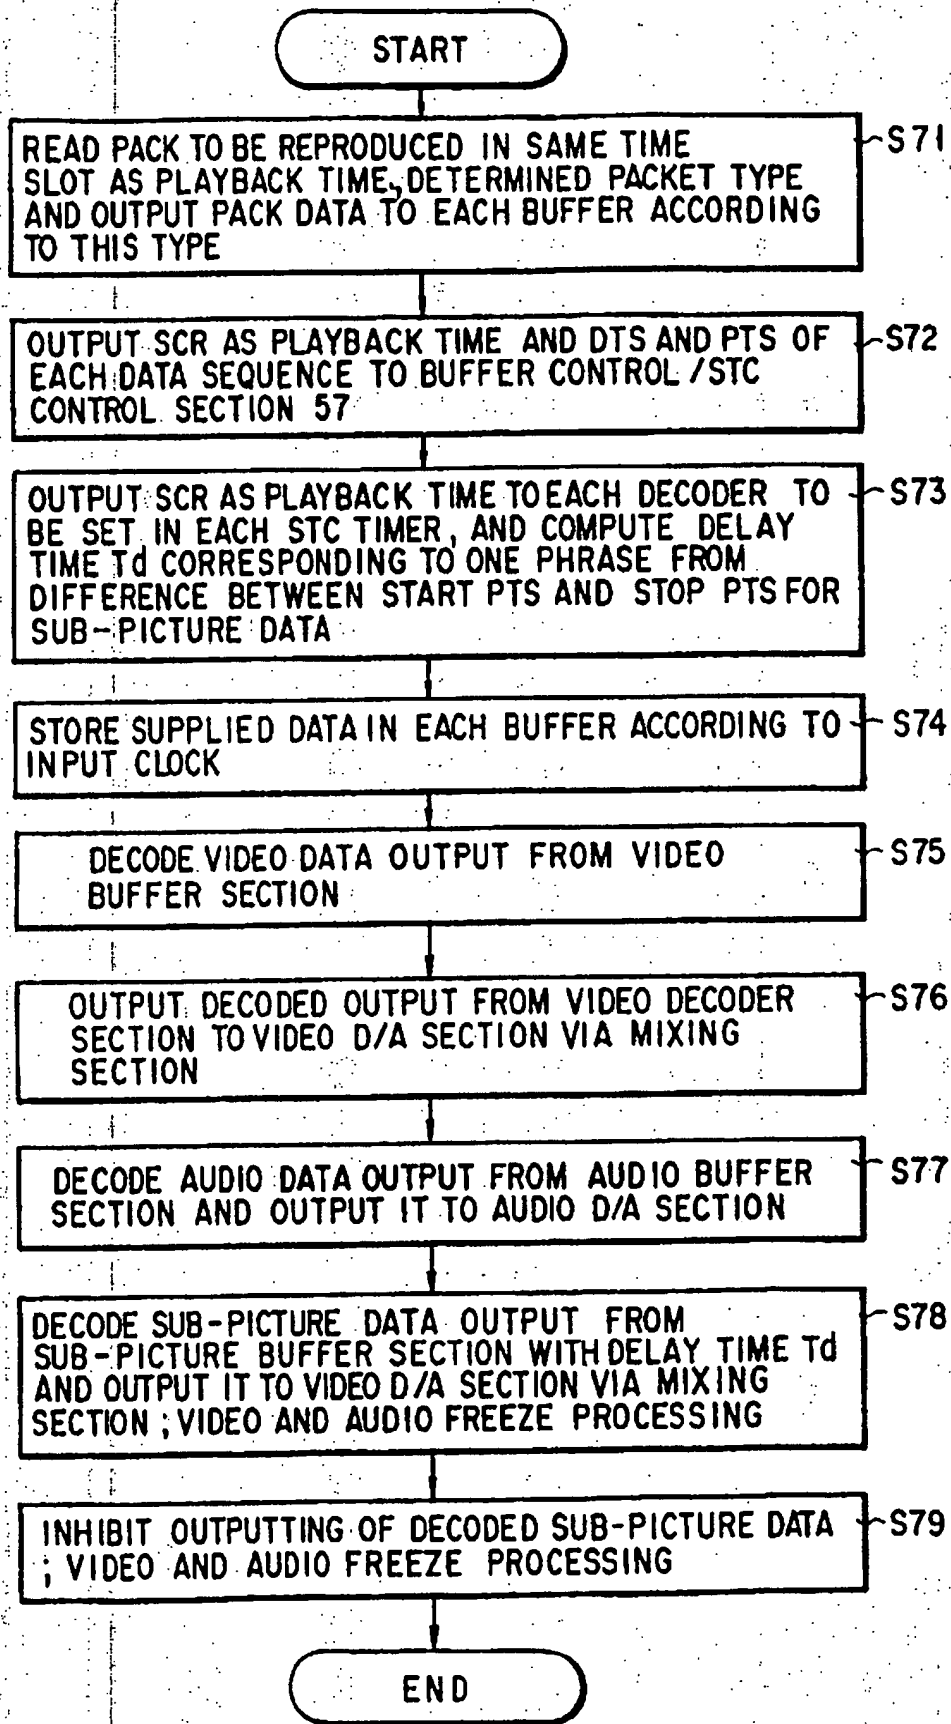 START
READ PACK TO BE REPRODUCED IN SAME TIME
SLOT AS PLAYBACK TIME, DETERMINED PACKET TYPE
AND OUTPUT PACK DATA TO EACH BUFFER ACCORDING
TO THIS TYPE
S71
OUTPUT SCR AS PLAYBACK TIME AND DTS AND PTS OF
EACH DATA SEQUENCE TO BUFFER CONTROL / STC
CONTROL SECTION 57
S72
OUTPUT SCR AS PLAYBACK TIME TO EACH DECODER TO
BE SET IN EACH STC TIMER, AND COMPUTE DELAY
TIME Td CORRESPONDING TO ONE PHRASE FROM
DIFFERENCE BETWEEN START PTS AND STOP PTS FOR
SUB-PICTURE DATA
S73
STORE SUPPLIED DATA IN EACH BUFFER ACCORDING TO
INPUT CLOCK
S74
DECODE VIDEO DATA OUTPUT FROM VIDEO
BUFFER SECTION
S75
OUTPUT DECODED OUTPUT FROM VIDEO DECODER
SECTION TO VIDEO D/A SECTION VIA MIXING
SECTION
S76
DECODE AUDIO DATA OUTPUT FROM AUDIO BUFFER
SECTION AND OUTPUT IT TO AUDIO D/A SECTION
S77
DECODE SUB-PICTURE DATA OUTPUT FROM
SUB-PICTURE BUFFER SECTION WITH DELAY TIME Td
AND OUTPUT IT TO VIDEO D/A SECTION VIA MIXING
SECTION ; VIDEO AND AUDIO FREEZE PROCESSING
S78
INHIBIT OUTPUTTING OF DECODED SUB-PICTURE DATA
; VIDEO AND AUDIO FREEZE PROCESSING
S79
END